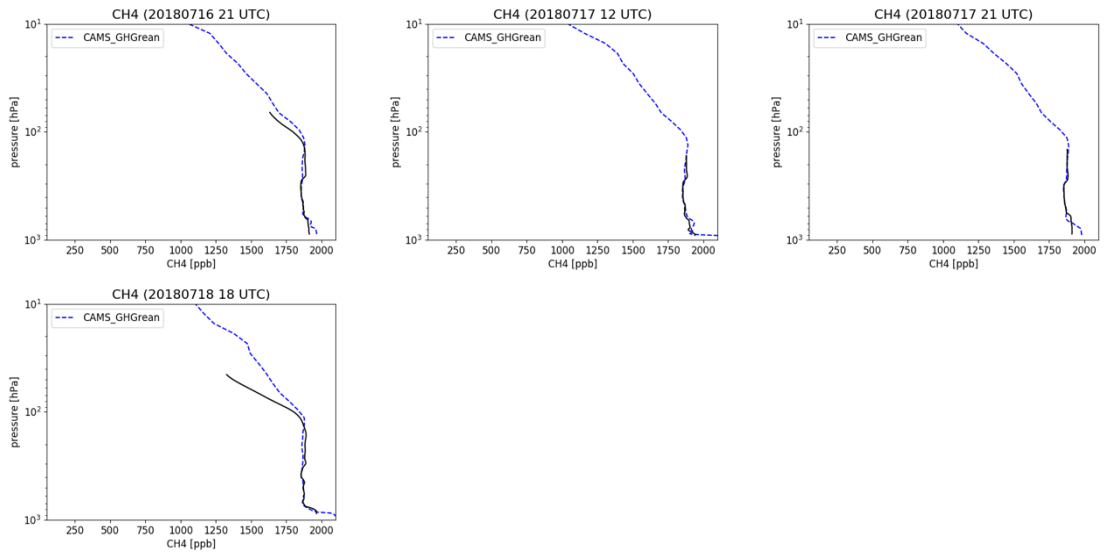 CH4 (20180716 21 UTC)
10¹
CAMS_GHGrean
10²
10³
pressure [hPa]
250 500 750 1000 1250 1500 1750 2000
CH4 [ppb]
CH4 (20180717 12 UTC)
10¹
CAMS_GHGrean
10²
10³
pressure [hPa]
250 500 750 1000 1250 1500 1750 2000
CH4 [ppb]
CH4 (20180717 21 UTC)
10¹
CAMS_GHGrean
10²
10³
pressure [hPa]
250 500 750 1000 1250 1500 1750 2000
CH4 [ppb]
CH4 (20180718 18 UTC)
10¹
CAMS_GHGrean
10²
10³
pressure [hPa]
250 500 750 1000 1250 1500 1750 2000
CH4 [ppb]